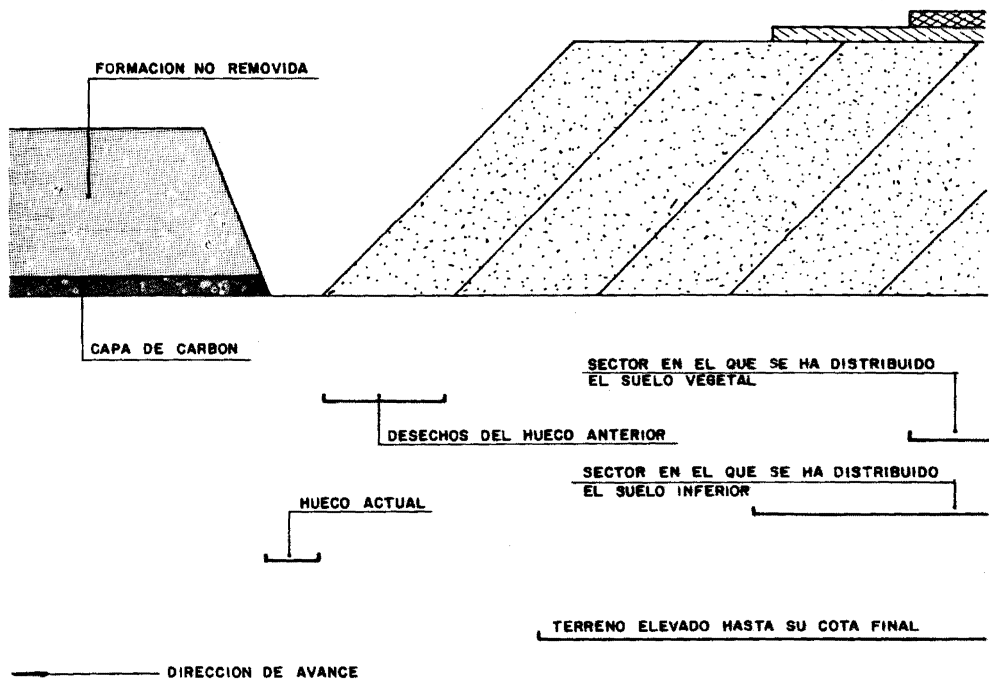 FORMACION NO REMOVIDA
CAPA DE CARBON
SECTOR EN EL QUE SE HA DISTRIBUIDO
EL SUELO VEGETAL
DESECHOS DEL HUECO ANTERIOR
SECTOR EN EL QUE SE HA DISTRIBUIDO
EL SUELO INFERIOR
HUECO ACTUAL
TERRENO ELEVADO HASTA SU COTA FINAL
DIRECCION DE AVANCE